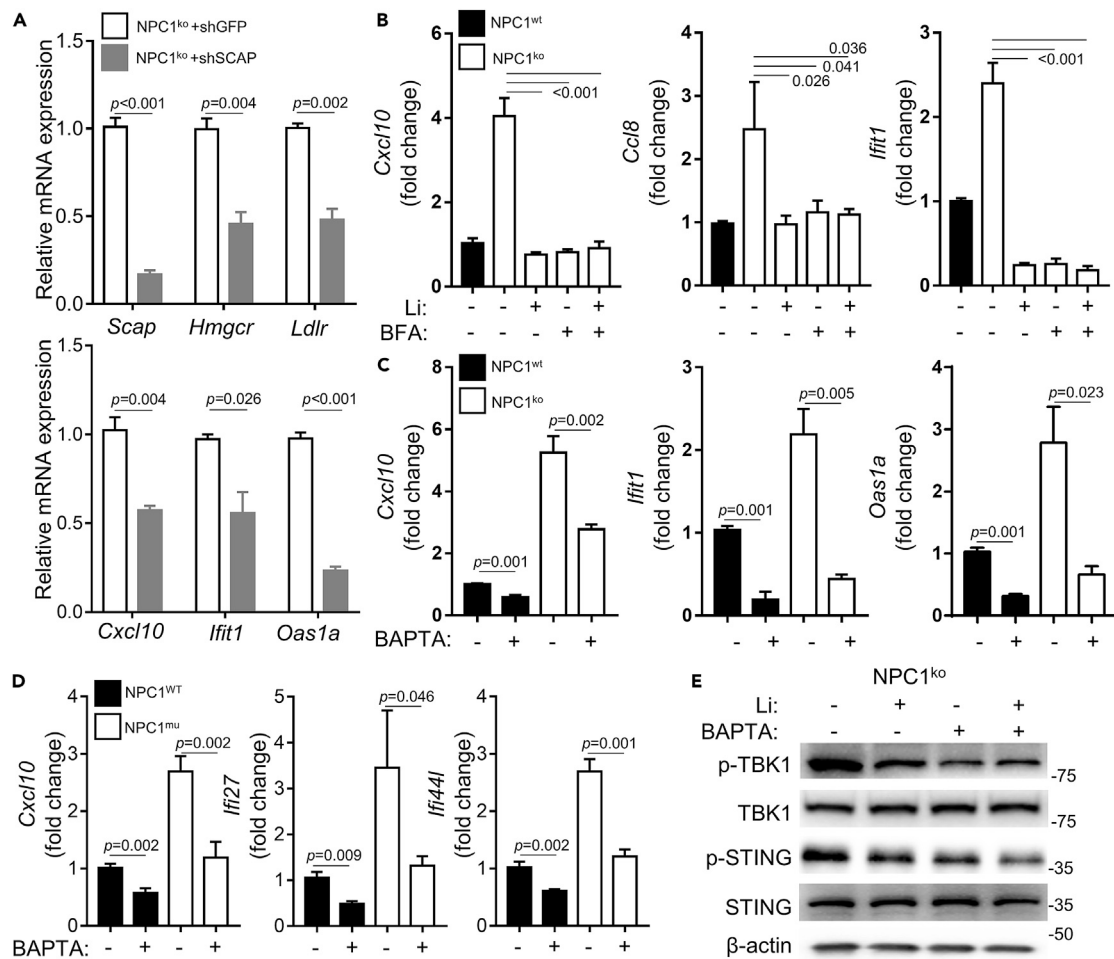 A
NPC1ko +shGFP
NPC1ko +shSCAP
Relative mRNA expression
1.5
1.0
0.5
0.0
p<0.001
p=0.004
p=0.002
Scap
Hmgcr
Ldlr
Relative mRNA expression
1.5
1.0
0.5
0.0
p=0.004
p=0.026
p<0.001
Cxcl10
Ifit1
Oas1a
B
NPC1wt
NPC1ko
Cxcl10
(fold change)
6
4
2
0
<0.001
Li: - - + - +
BFA: - - - + +
Ccl8
(fold change)
4
3
2
1
0
0.036
0.041
0.026
- - + - +
- - - + +
Ifit1
(fold change)
3
2
1
0
<0.001
- - + - +
- - - + +
C
NPC1wt
NPC1ko
Cxcl10
(fold change)
8
6
4
2
0
p=0.001
p=0.002
BAPTA: - + - +
Ifit1
(fold change)
3
2
1
0
p=0.001
p=0.005
- + - +
Oas1a
(fold change)
4
3
2
1
0
p=0.001
p=0.023
- + - +
D
NPC1WT
NPC1mu
Cxcl10
(fold change)
4
3
2
1
0
p=0.002
p=0.002
BAPTA: - + - +
Ifi27
(fold change)
5
4
3
2
1
0
p=0.009
p=0.046
- + - +
Ifi44l
(fold change)
4
3
2
1
0
p=0.002
p=0.001
- + - +
E
NPC1ko
Li: - + - +
BAPTA: - - + +
p-TBK1
-75
TBK1
-75
p-STING
-35
STING
-35
-50
β-actin